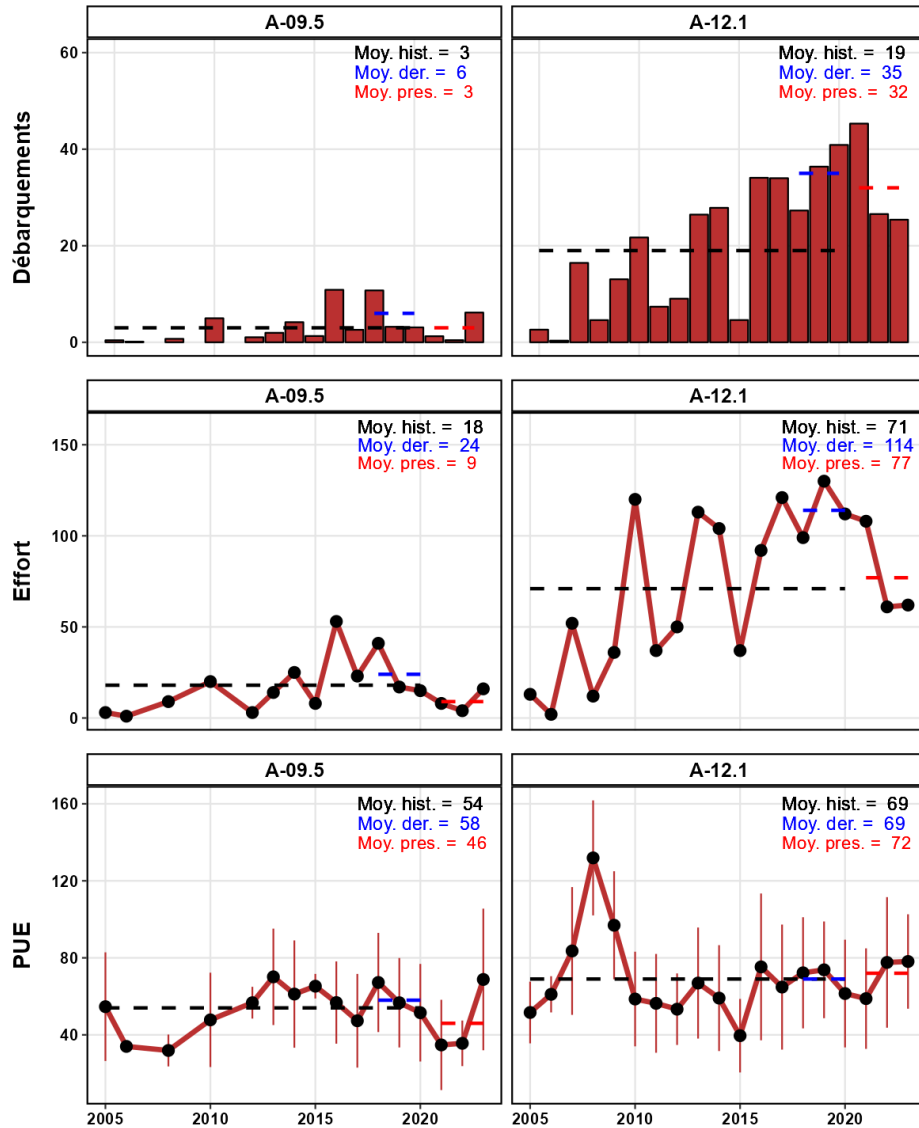 A-09.5
A-12.1
Débarquements
60
40
20
0
Moy. hist. = 3
Moy. der. = 6
Moy. pres. = 3
Moy. hist. = 19
Moy. der. = 35
Moy. pres. = 32
A-09.5
A-12.1
Effort
150
100
50
0
Moy. hist. = 18
Moy. der. = 24
Moy. pres. = 9
Moy. hist. = 71
Moy. der. = 114
Moy. pres. = 77
A-09.5
A-12.1
PUE
160
120
80
40
Moy. hist. = 54
Moy. der. = 58
Moy. pres. = 46
Moy. hist. = 69
Moy. der. = 69
Moy. pres. = 72
2005 2010 2015 2020
2005 2010 2015 2020